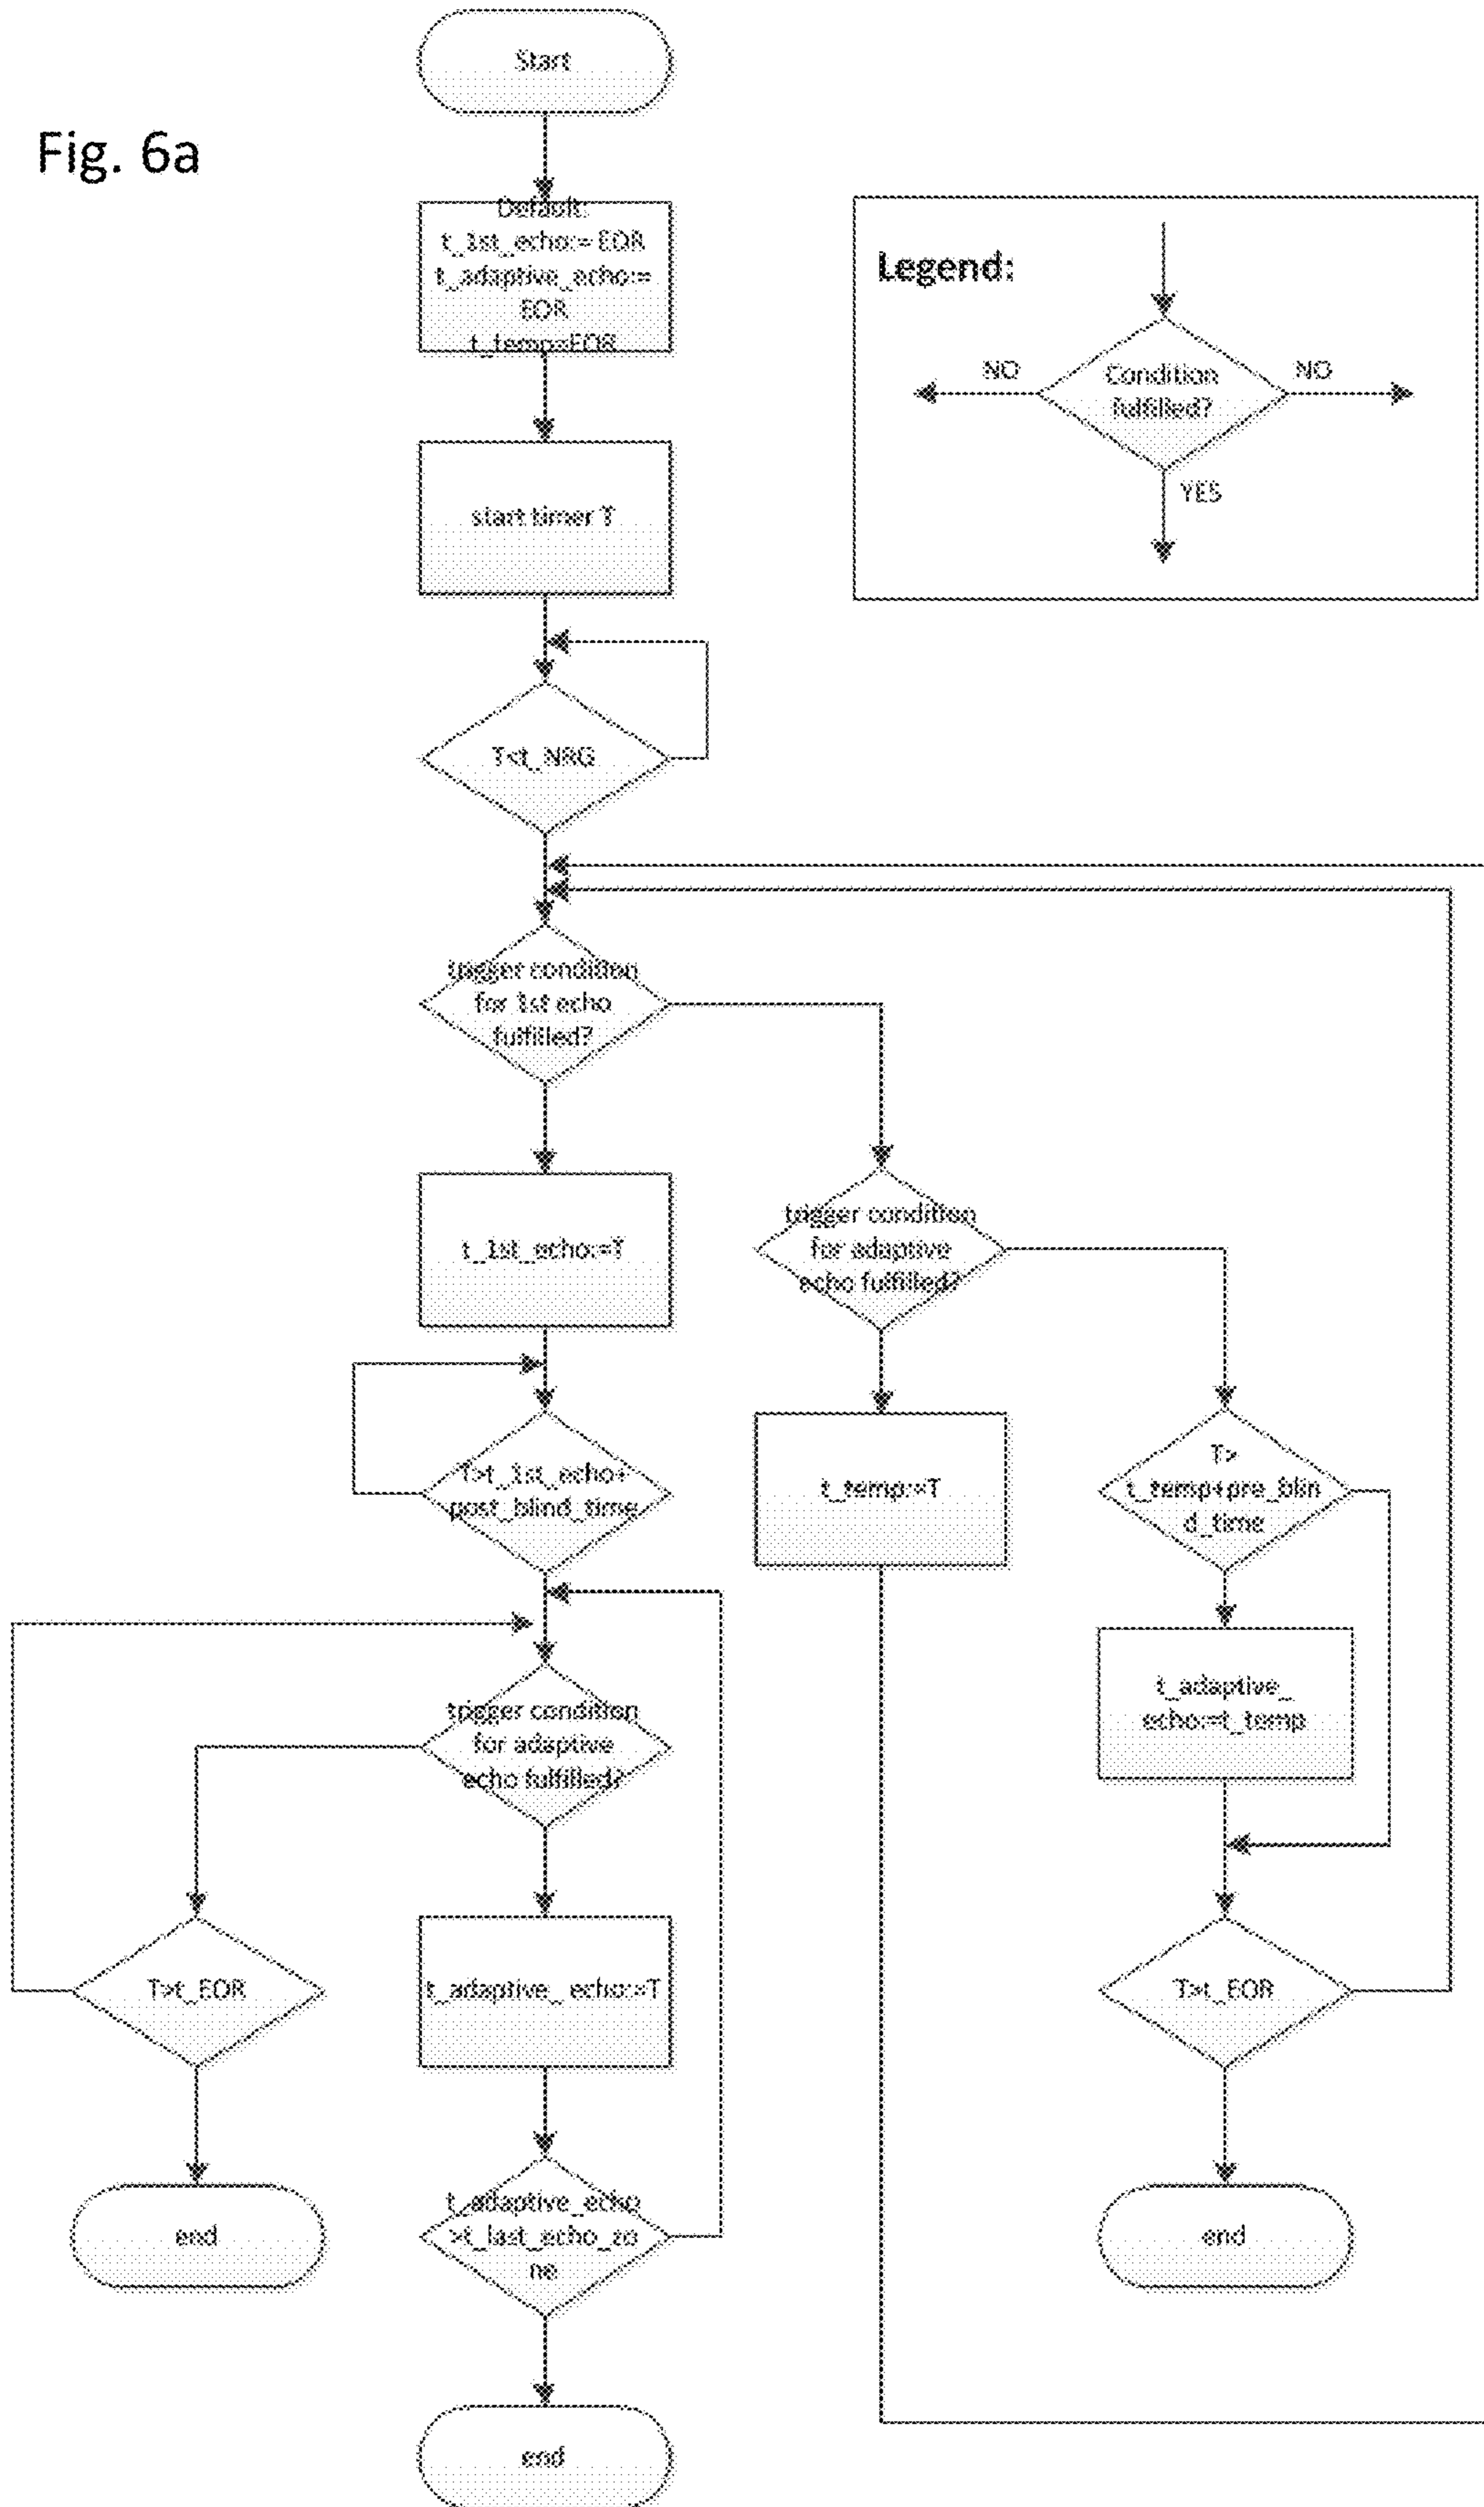 Start
Fig. 6a
Default:
t_1st_echo:= EOR
t_adaptive_echo:=
EOR
t_temp=EOR
Legend:
Condition
fulfilled?
NO
NO
YES
start timer T
T<t_NRG
trigger condition
for 1st echo
fulfilled?
t_1st_echo:=T
trigger condition
for adaptive
echo fulfilled?
T>t_1st_echo+
post_blind_time
t_temp:=T
T>
t_temp+pre_blin
d_time
trigger condition
for adaptive
echo fulfilled?
t_adaptive_
echo:=t_temp
T>t_EOR
t_adaptive_ echo:=T
T>t_EOR
end
t_adaptive_echo
>t_last_echo_zo
ne
end
end